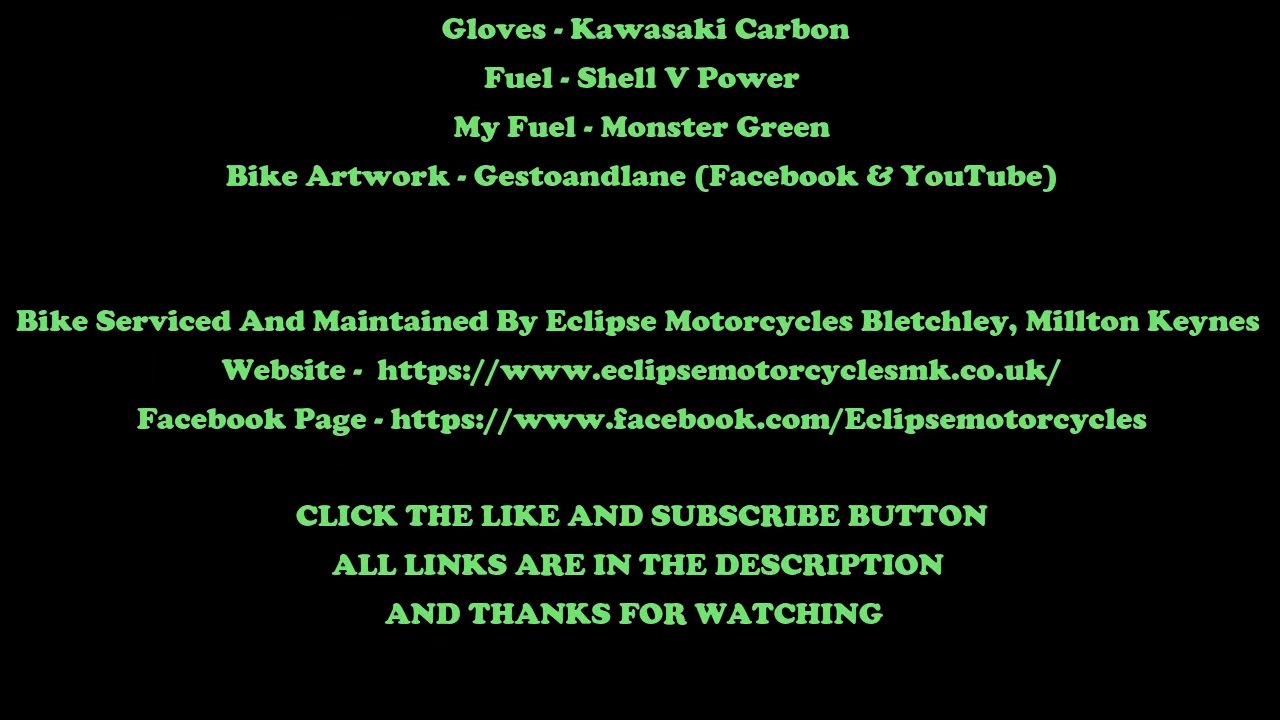 Gloves - Kawasaki Carbon
Fuel - Shell V Power
My Fuel - Monster Green
Bike Artwork - Gestoandlane (Facebook & YouTube)
Bike Serviced And Maintained By Eclipse Motorcycles Bletchley, Millton Keynes
Website -  https://www.eclipsemotorcyclesmk.co.uk/
Facebook Page - https://www.facebook.com/Eclipsemotorcycles
CLICK THE LIKE AND SUBSCRIBE BUTTON
ALL LINKS ARE IN THE DESCRIPTION
AND THANKS FOR WATCHING